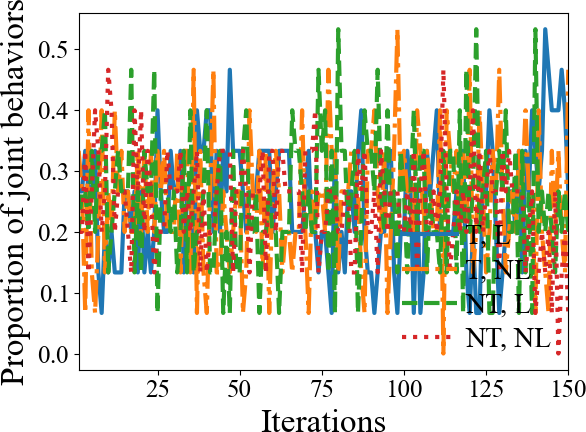 Proportion of joint behaviors
0.5
0.4
0.3
0.2
0.1
0.0
T, L
T, NL
NT, L
NT, NL
25 50 75 100 125 150
Iterations